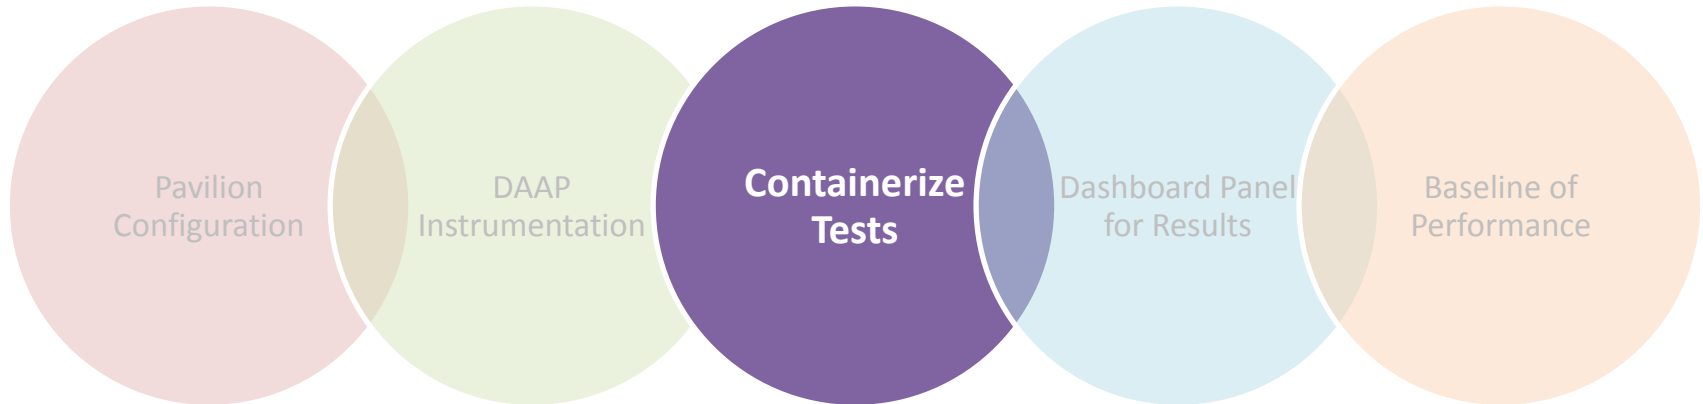 Pavilion
Configuration
DAAP
Instrumentation
Containerize
Tests
Dashboard Panel
for Results
Baseline of
Performance